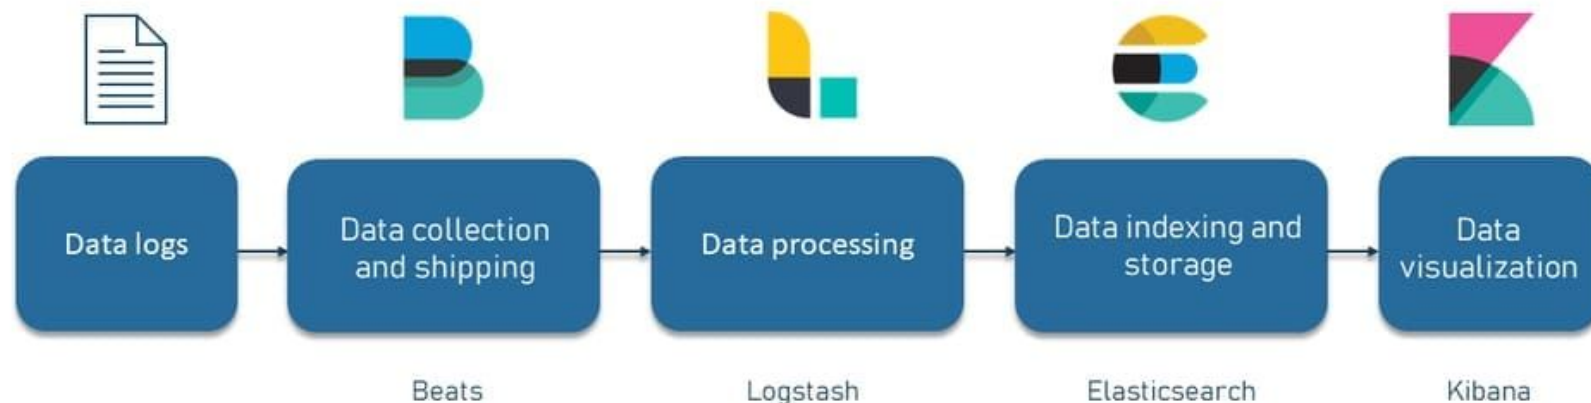 Data logs
Data collection
and shipping
Data processing
Data indexing and
storage
Data
visualization
Beats
Logstash
Elasticsearch
Kibana